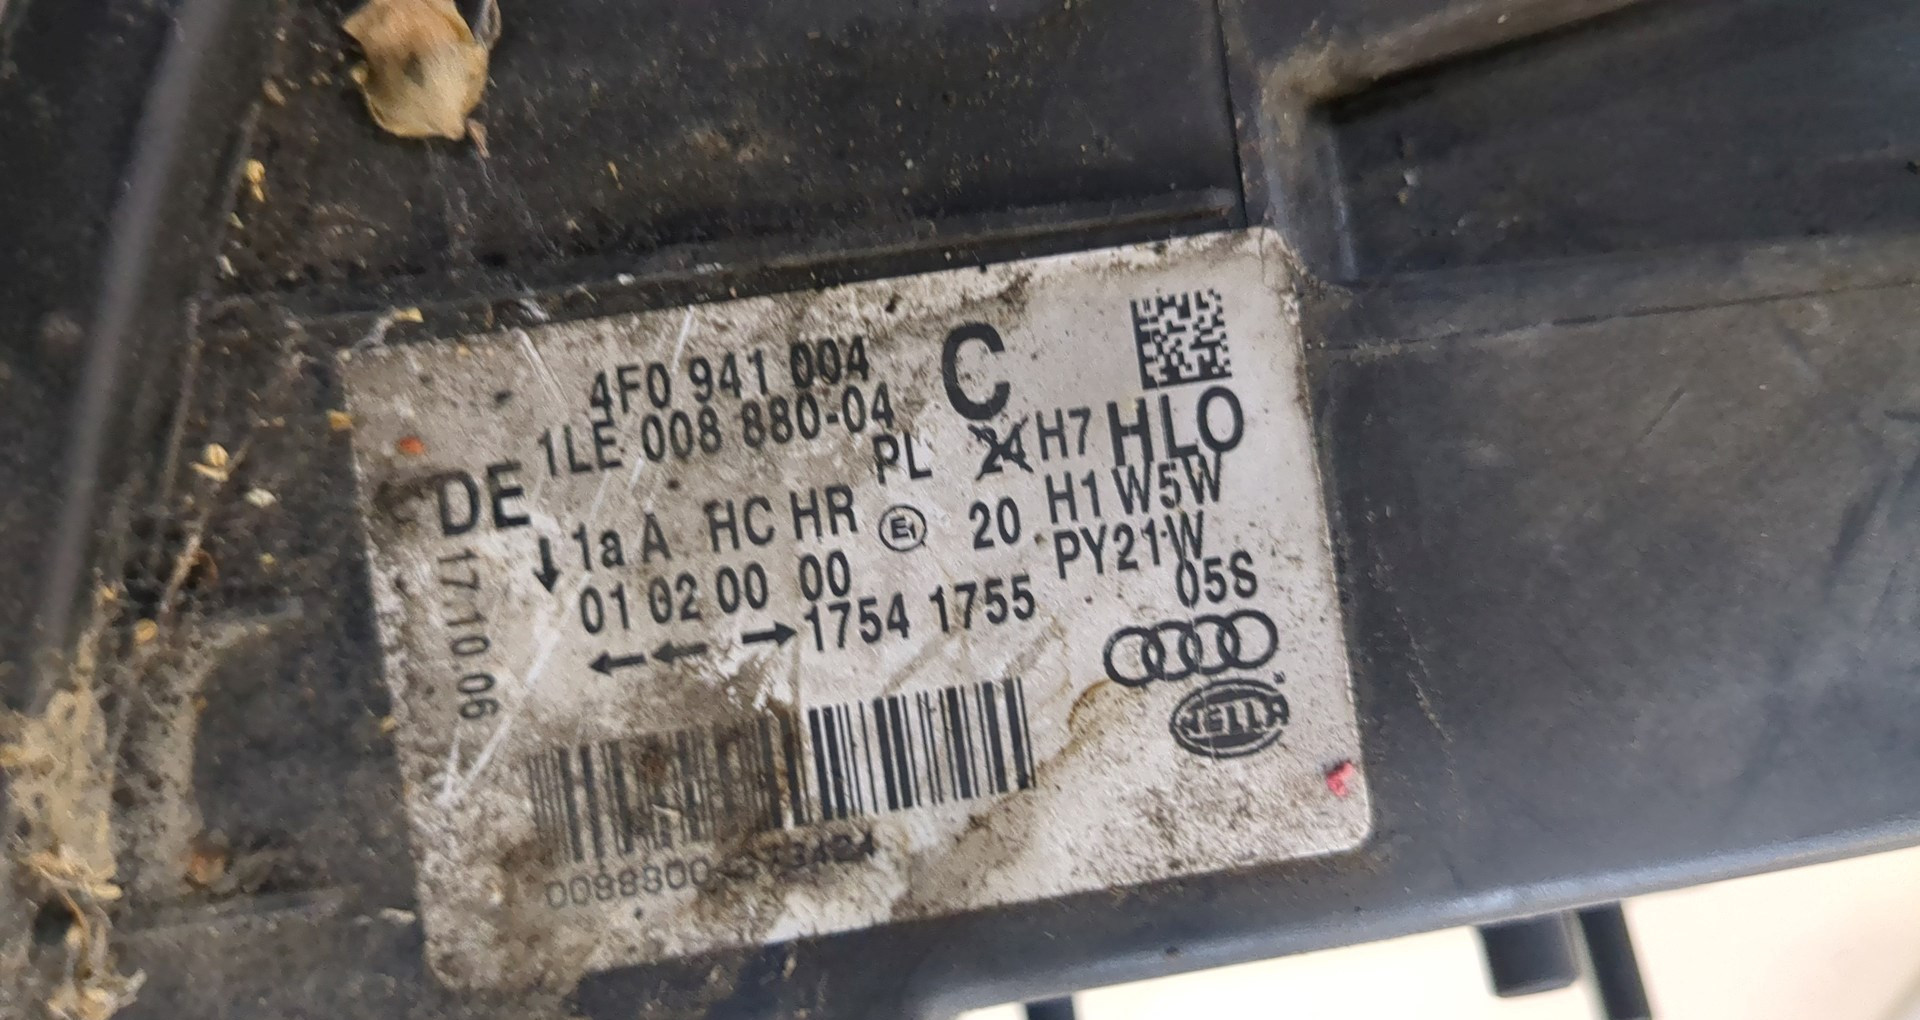 4F0 941 004 C
1LE 008 880-04
DE PL 24 H7 HLO
1a A HC HR E1 20 H1 W5W
01 02 00 00 PY21W
1754 1755 05S
17.10.06
HELLA